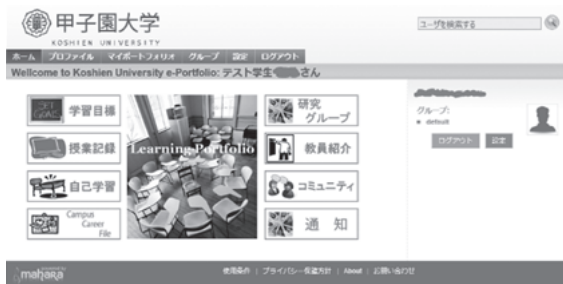 甲子園大学
KOSHIEN UNIVERSITY
ユーザを検索する
ホーム プロファイル マイポートフォリオ グループ 設定 ログアウト
Wellcome to Koshien University e-Portfolio: テスト学生 さん
学習目標
授業記録
自己学習
Campus
Career
File
Learning Portfolio
研究
グループ
教員紹介
コミュニティ
通 知
グループ:
default
ログアウト 設定
mahara
使用条件 | プライバシー保護方針 | About | お問い合わせ